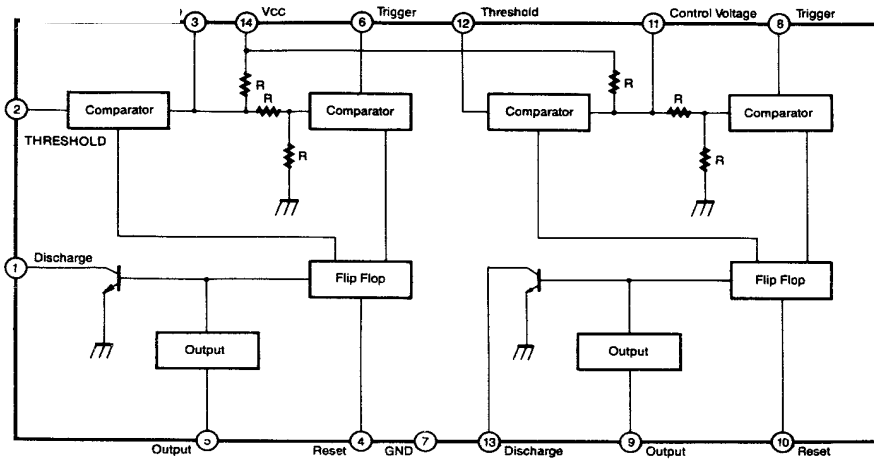 3 14 Vcc 6 Trigger 12 Threshold 11 Control Voltage 8 Trigger
R R
2 Comparator R Comparator Comparator R Comparator
THRESHOLD
R R
1 Discharge
Flip Flop Flip Flop
Output Output
Output 5 Reset 4 GND 7 13 Discharge 9 Output 10 Reset